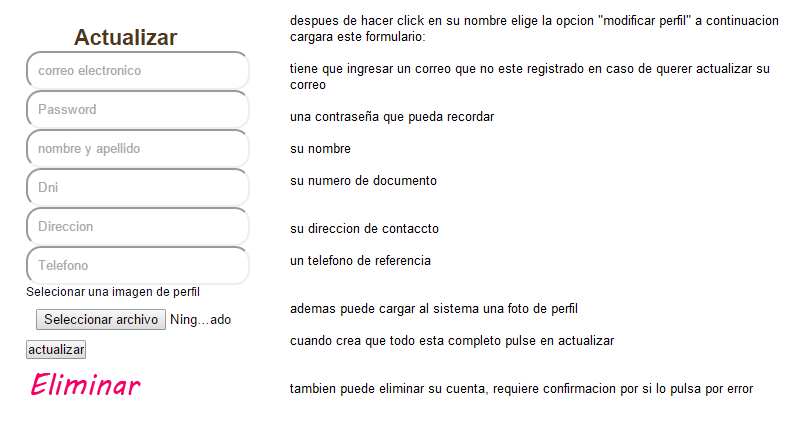 Actualizar
correo electronico
Password
nombre y apellido
Dni
Direccion
Telefono
Selecionar una imagen de perfil
Seleccionar archivo Ning...ado
actualizar
Eliminar
despues de hacer click en su nombre elige la opcion "modificar perfil" a continuacion
cargara este formulario:
tiene que ingresar un correo que no este registrado en caso de querer actualizar su
correo
una contraseña que pueda recordar
su nombre
su numero de documento
su direccion de contaccto
un telefono de referencia
ademas puede cargar al sistema una foto de perfil
cuando crea que todo esta completo pulse en actualizar
tambien puede eliminar su cuenta, requiere confirmacion por si lo pulsa por error